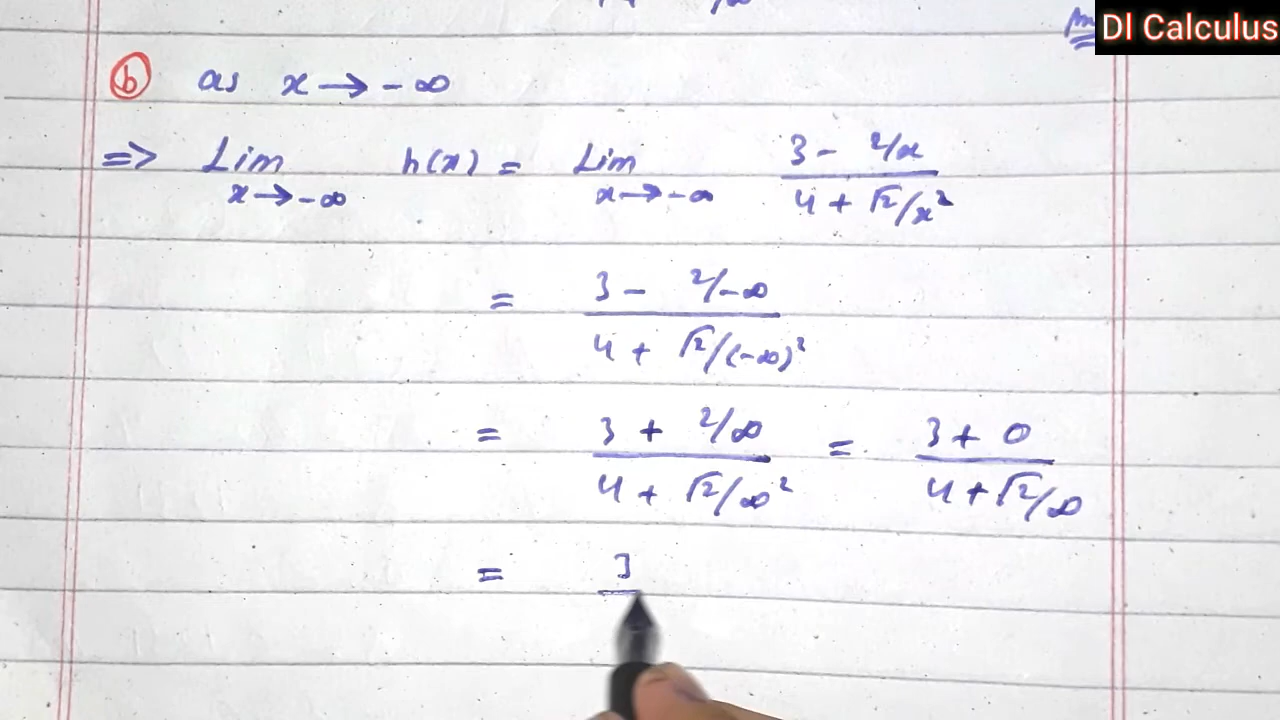 DI Calculus
ⓑ as x → -∞
=> Lim x→-∞ h(x) = Lim x→-∞ (3 - 2/x)/(4 + √2/x²)
= (3 - 2/-∞)/(4 + √2/(-∞)²)
= (3 + 2/∞)/(4 + √2/∞²) = (3 + 0)/(4 + √2/∞)
= 3